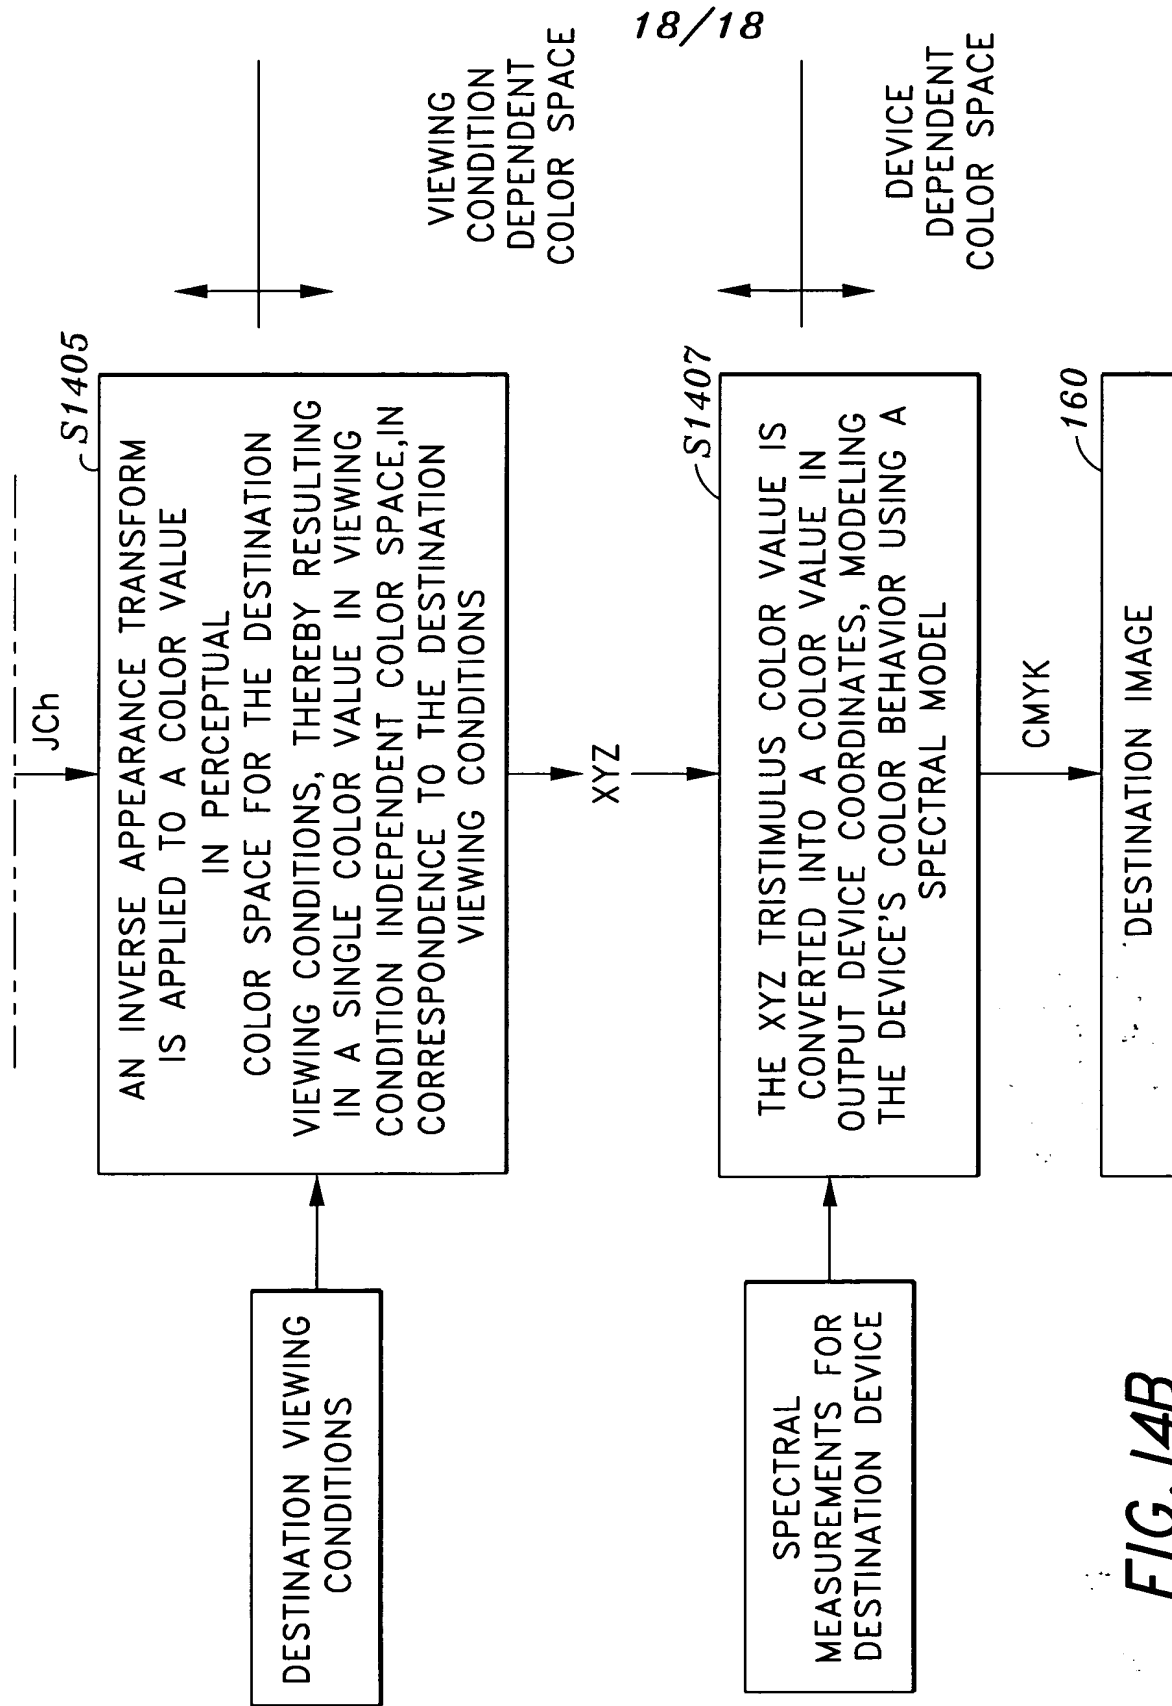 18/18
JCh
S1405
AN INVERSE APPEARANCE TRANSFORM
IS APPLIED TO A COLOR VALUE
IN PERCEPTUAL
COLOR SPACE FOR THE DESTINATION
VIEWING CONDITIONS, THEREBY RESULTING
IN A SINGLE COLOR VALUE IN VIEWING
CONDITION INDEPENDENT COLOR SPACE,IN
CORRESPONDENCE TO THE DESTINATION
VIEWING CONDITIONS
DESTINATION VIEWING
CONDITIONS
VIEWING
CONDITION
DEPENDENT
COLOR SPACE
XYZ
S1407
THE XYZ TRISTIMULUS COLOR VALUE IS
CONVERTED INTO A COLOR VALUE IN
OUTPUT DEVICE COORDINATES, MODELING
THE DEVICE'S COLOR BEHAVIOR USING A
SPECTRAL MODEL
SPECTRAL
MEASUREMENTS FOR
DESTINATION DEVICE
DEVICE
DEPENDENT
COLOR SPACE
CMYK
160
DESTINATION IMAGE
FIG. 14B